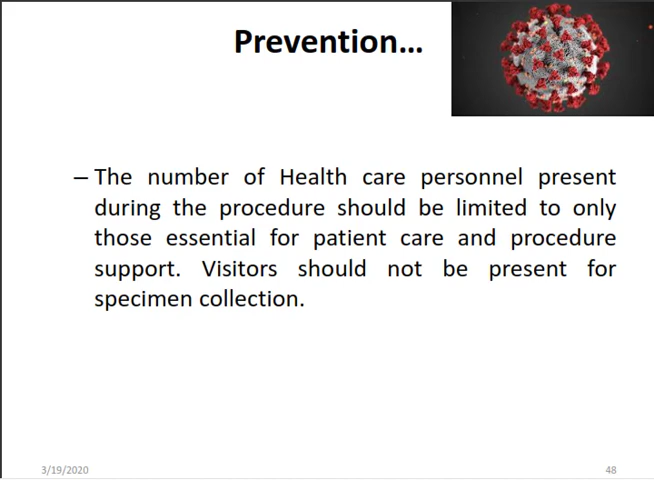 Prevention...
– The number of Health care personnel present
during the procedure should be limited to only
those essential for patient care and procedure
support. Visitors should not be present for
specimen collection.
3/19/2020
48